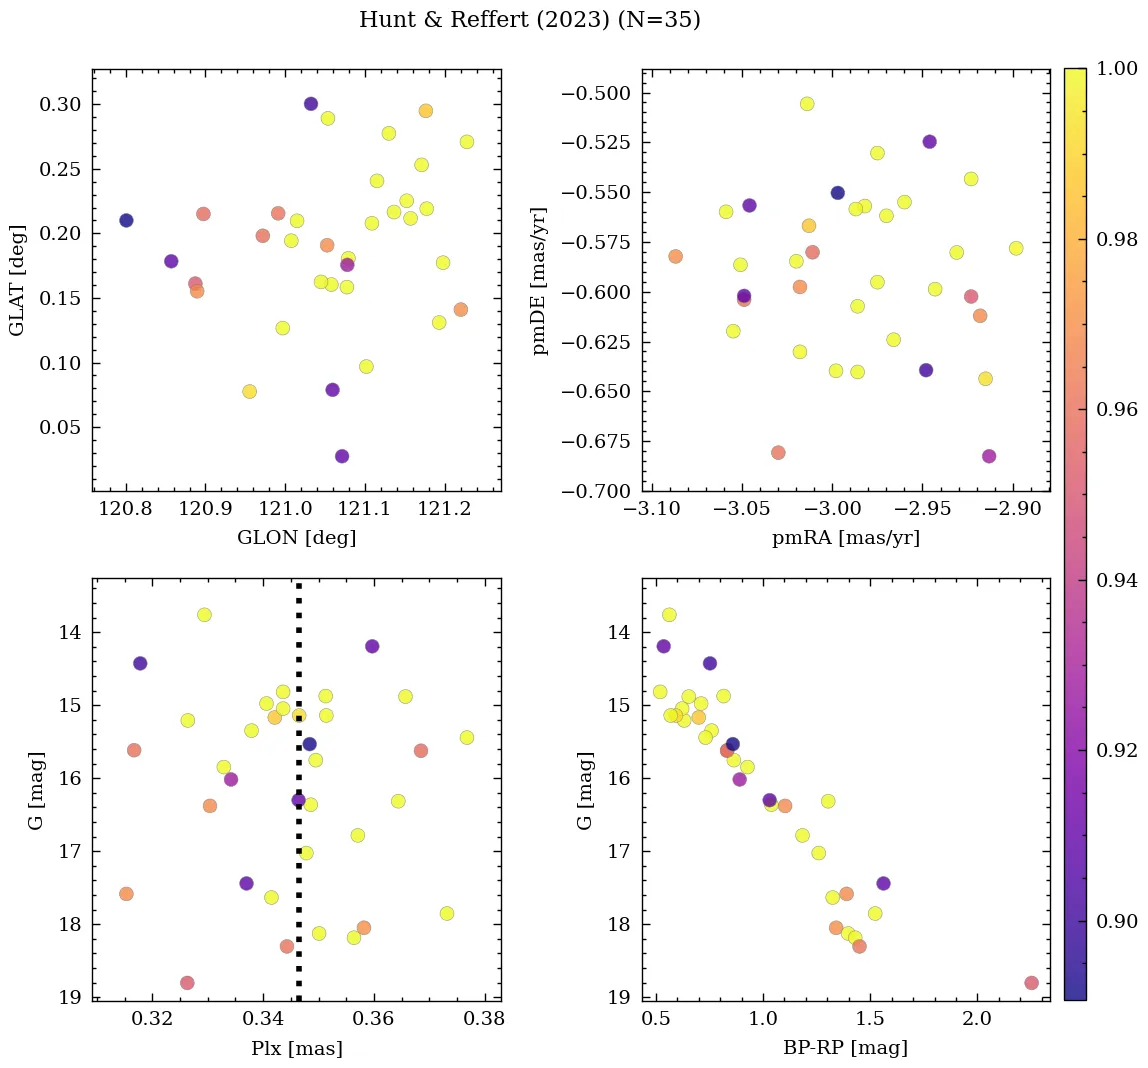 Hunt & Reffert (2023) (N=35)
0.30
0.25
0.20
0.15
0.10
0.05
GLAT [deg]
120.8 120.9 121.0 121.1 121.2
GLON [deg]
−0.500
−0.525
−0.550
−0.575
−0.600
−0.625
−0.650
−0.675
−0.700
pmDE [mas/yr]
−3.10 −3.05 −3.00 −2.95 −2.90
pmRA [mas/yr]
1.00
0.98
0.96
0.94
0.92
0.90
14
15
16
17
18
19
G [mag]
0.32 0.34 0.36 0.38
Plx [mas]
14
15
16
17
18
19
G [mag]
0.5 1.0 1.5 2.0
BP-RP [mag]